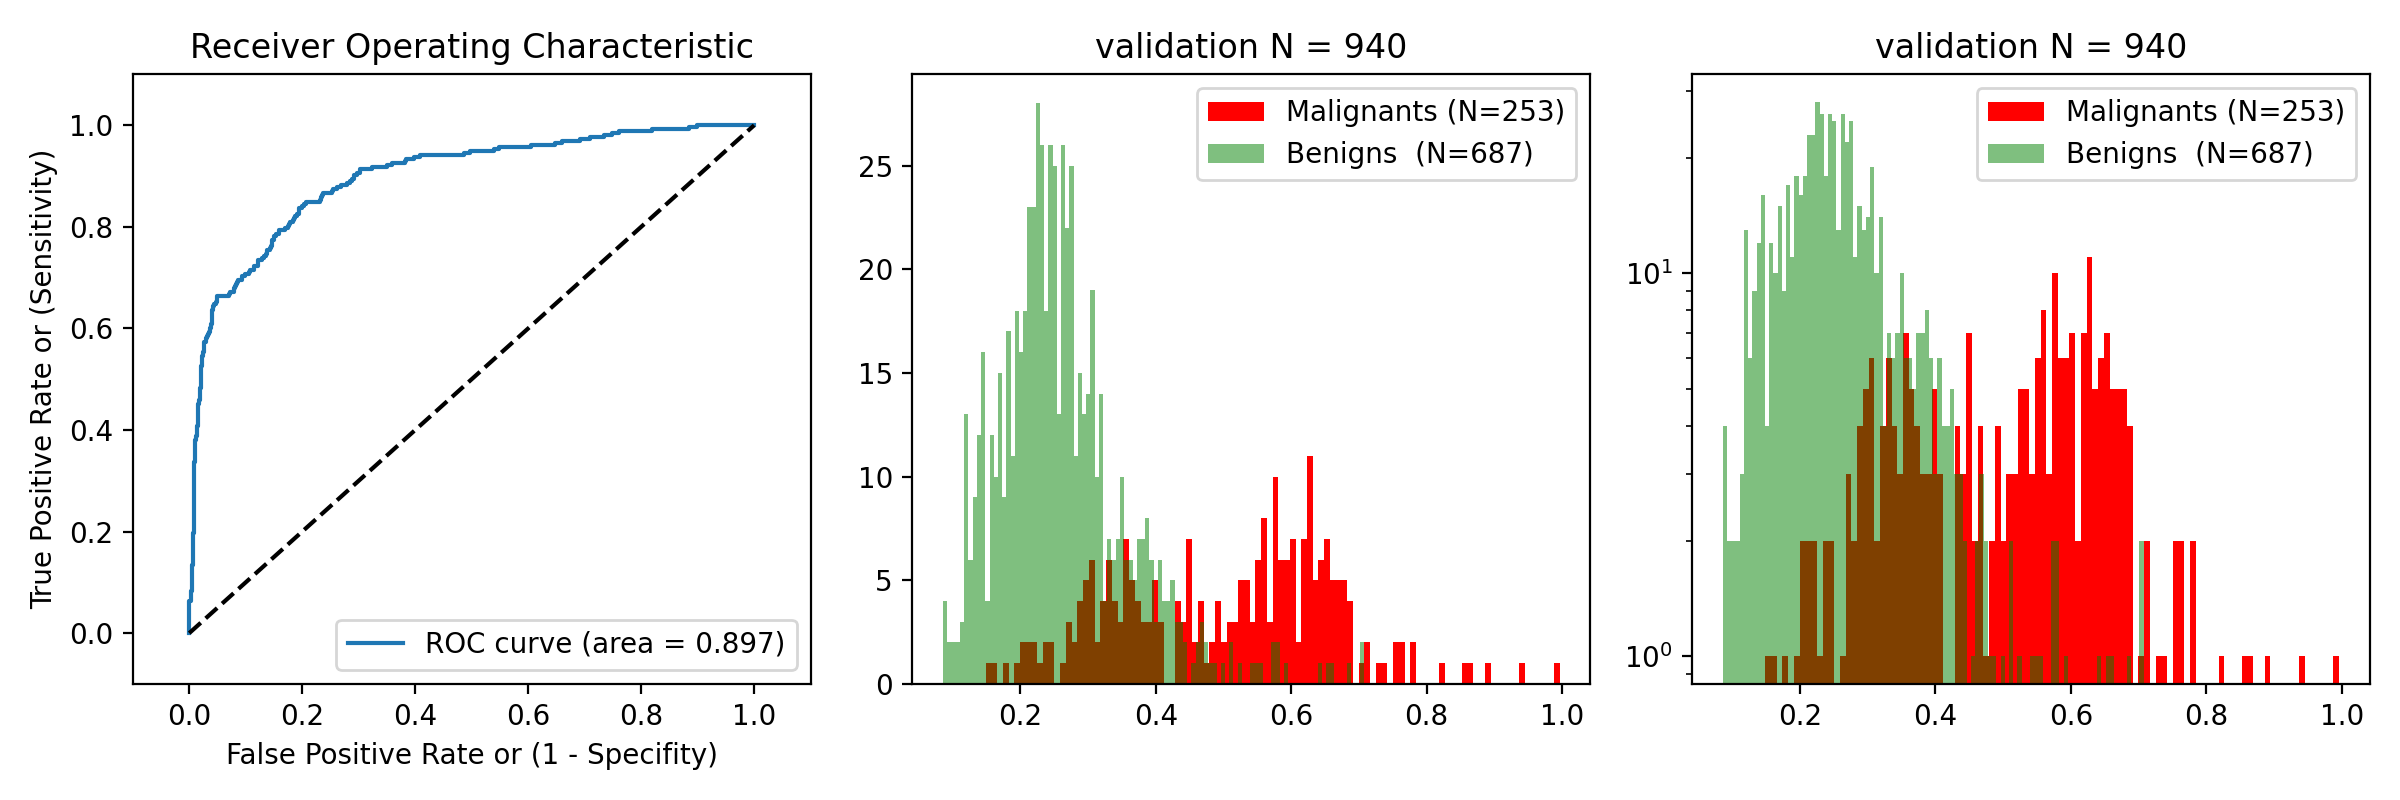 Receiver Operating Characteristic
True Positive Rate or (Sensitivity)
1.0
0.8
0.6
0.4
0.2
0.0
ROC curve (area = 0.897)
0.0 0.2 0.4 0.6 0.8 1.0
False Positive Rate or (1 - Specifity)
validation N = 940
Malignants (N=253)
Benigns (N=687)
25
20
15
10
5
0
0.2 0.4 0.6 0.8 1.0
validation N = 940
Malignants (N=253)
Benigns (N=687)
10¹
10⁰
0.2 0.4 0.6 0.8 1.0